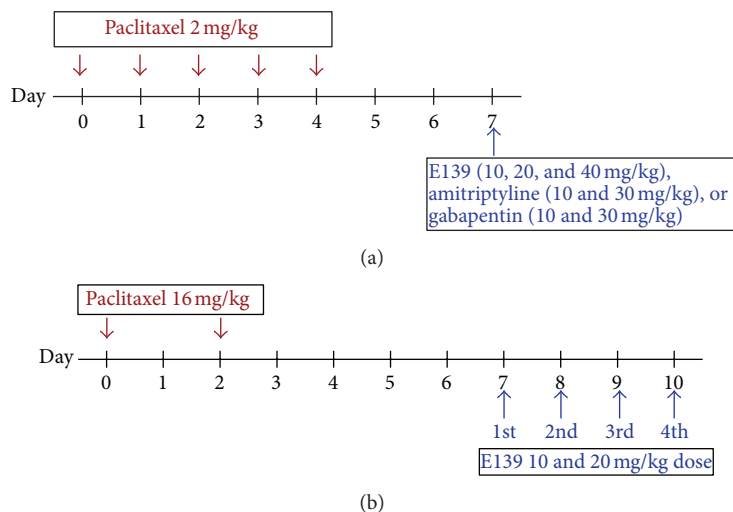 Paclitaxel 2 mg/kg
Day
0 1 2 3 4 5 6 7
E139 (10, 20, and 40 mg/kg),
amitriptyline (10 and 30 mg/kg), or
gabapentin (10 and 30 mg/kg)
(a)
Paclitaxel 16 mg/kg
Day
0 1 2 3 4 5 6 7 8 9 10
1st 2nd 3rd 4th
E139 10 and 20 mg/kg dose
(b)